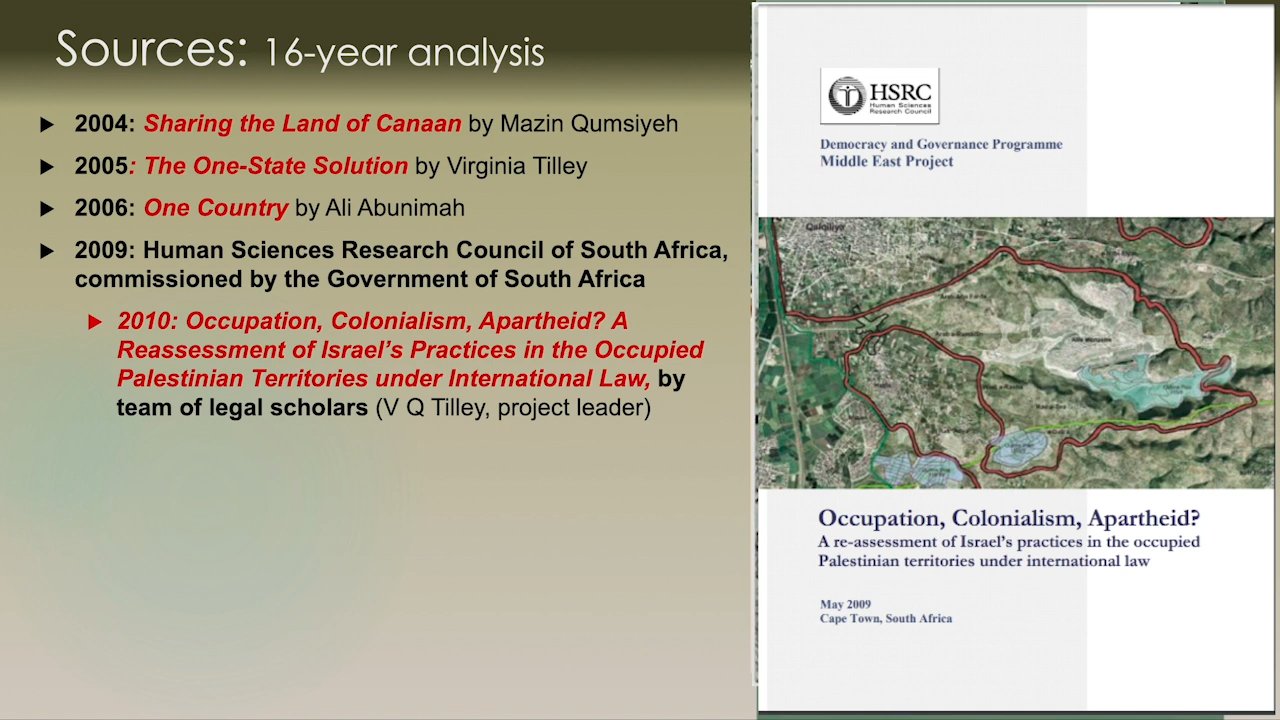 Sources: 16-year analysis
2004: Sharing the Land of Canaan by Mazin Qumsiyeh
2005: The One-State Solution by Virginia Tilley
2006: One Country by Ali Abunimah
2009: Human Sciences Research Council of South Africa,
commissioned by the Government of South Africa
2010: Occupation, Colonialism, Apartheid? A
Reassessment of Israel's Practices in the Occupied
Palestinian Territories under International Law, by
team of legal scholars (V Q Tilley, project leader)
HSRC
Human Sciences
Research Council
Democracy and Governance Programme
Middle East Project
Qalqiliya
Occupation, Colonialism, Apartheid?
A re-assessment of Israel's practices in the occupied
Palestinian territories under international law
May 2009
Cape Town, South Africa